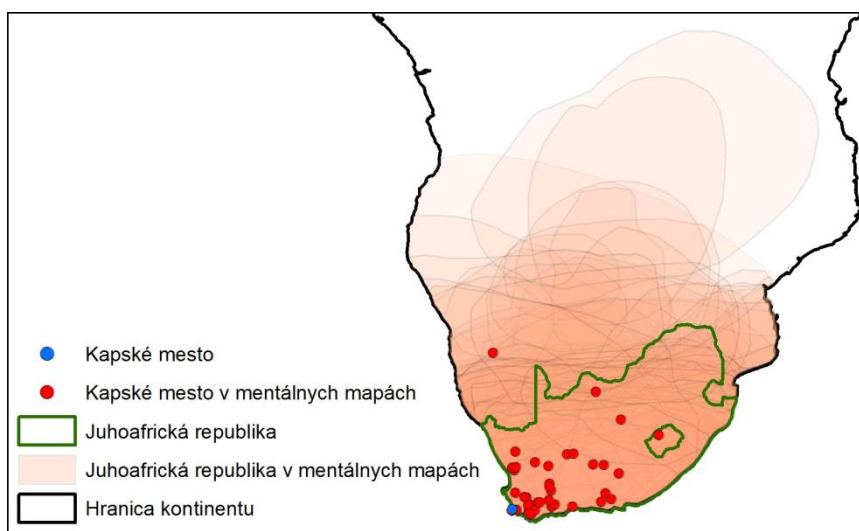 Kapské mesto
Kapské mesto v mentálnych mapách
Juhoafrická republika
Juhoafrická republika v mentálnych mapách
Hranica kontinentu